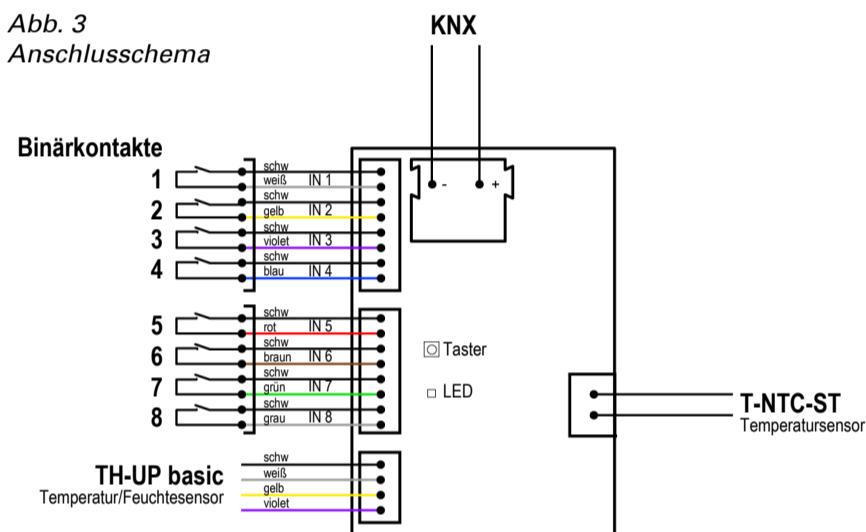 Abb. 3
Anschlusschema
KNX
- +
Binärkontakte
1 schw
weiß IN 1
2 schw
gelb IN 2
3 schw
violet IN 3
4 schw
blau IN 4
5 schw
rot IN 5
6 schw
braun IN 6
7 schw
grün IN 7
8 schw
grau IN 8
Taster
LED
T-NTC-ST
Temperatursensor
TH-UP basic
Temperatur/Feuchtesensor
schw
weiß
gelb
violet